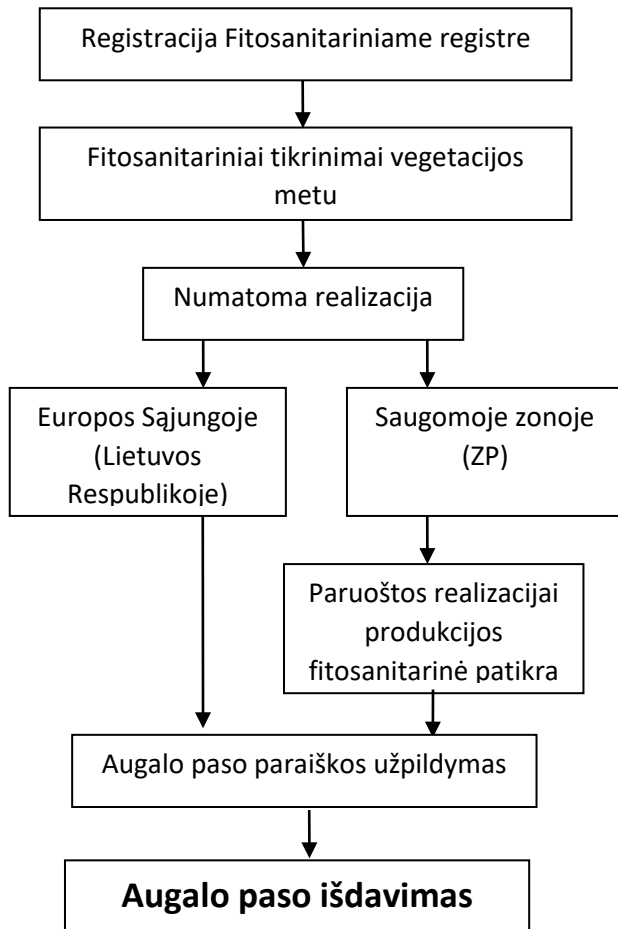 Registracija Fitosanitariniame registre
Fitosanitariniai tikrinimai vegetacijos
metu
Numatoma realizacija
Europos Sąjungoje
(Lietuvos
Respublikoje)
Saugomoje zonoje
(ZP)
Paruoštos realizacijai
produkcijos
fitosanitarinė patikra
Augalo paso paraiškos užpildymas
Augalo paso išdavimas